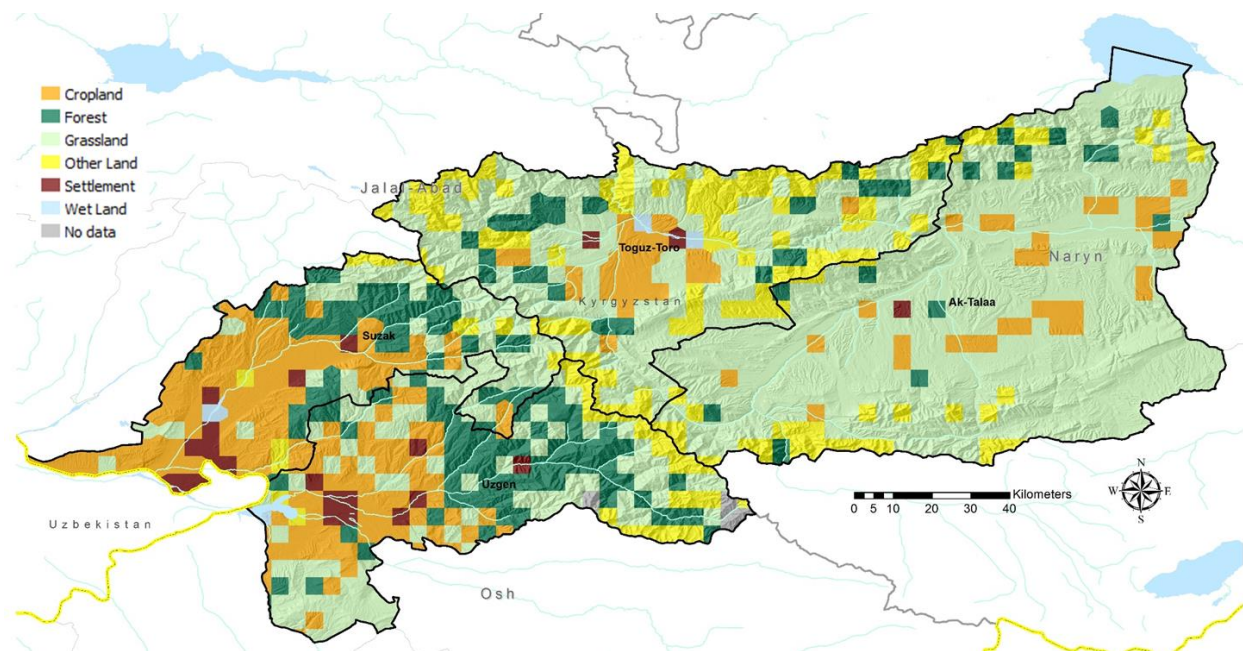 Cropland
Forest
Grassland
Other Land
Settlement
Wet Land
No data
Jalal-Abad
Toguz-Toro
Naryn
Kyrgyzstan
Ak-Talaa
Suzak
Uzgen
Uzbekistan
Osh
Kilometers
0 5 10 20 30 40
N
W E
S